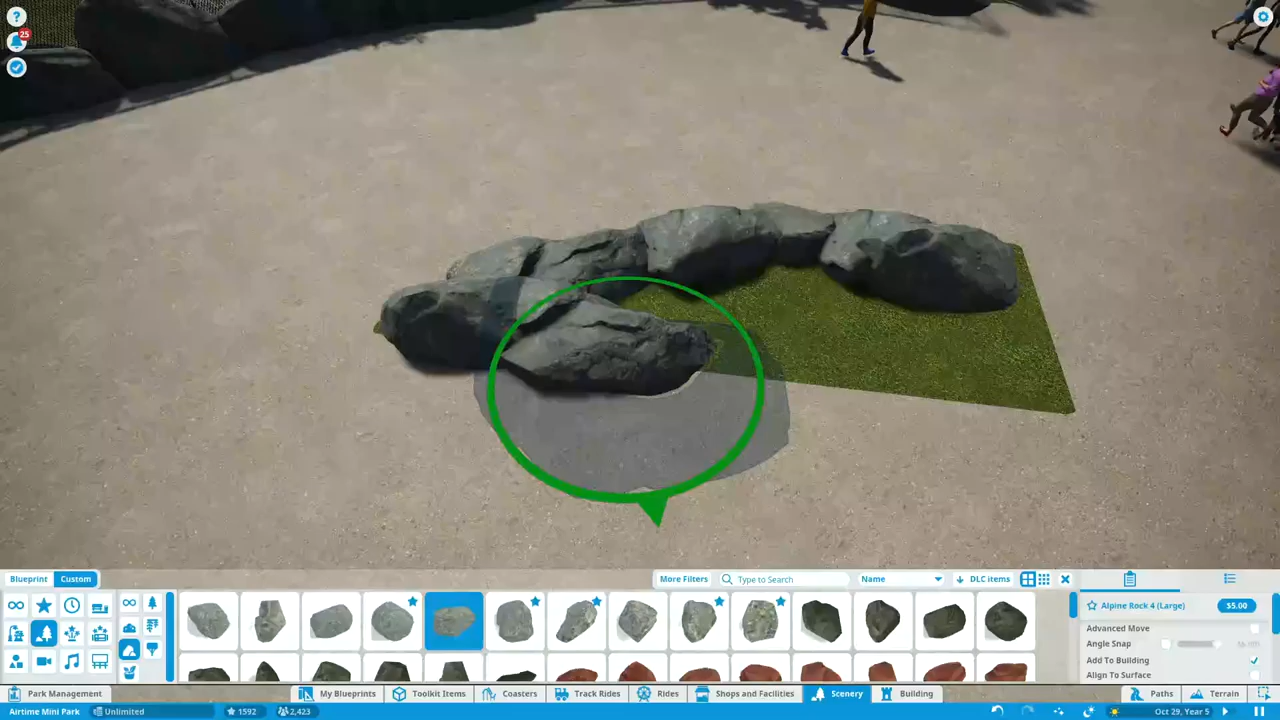 ?
25
Blueprint
Custom
More Filters
Type to Search
Name
DLC items
Alpine Rock 4 (Large)
$5.00
Advanced Move
Angle Snap
Add To Building
Align To Surface
Park Management
My Blueprints
Toolkit Items
Coasters
Track Rides
Rides
Shops and Facilities
Scenery
Building
Paths
Terrain
Airtime Mini Park
Unlimited
1592
2,423
Oct 29, Year 5